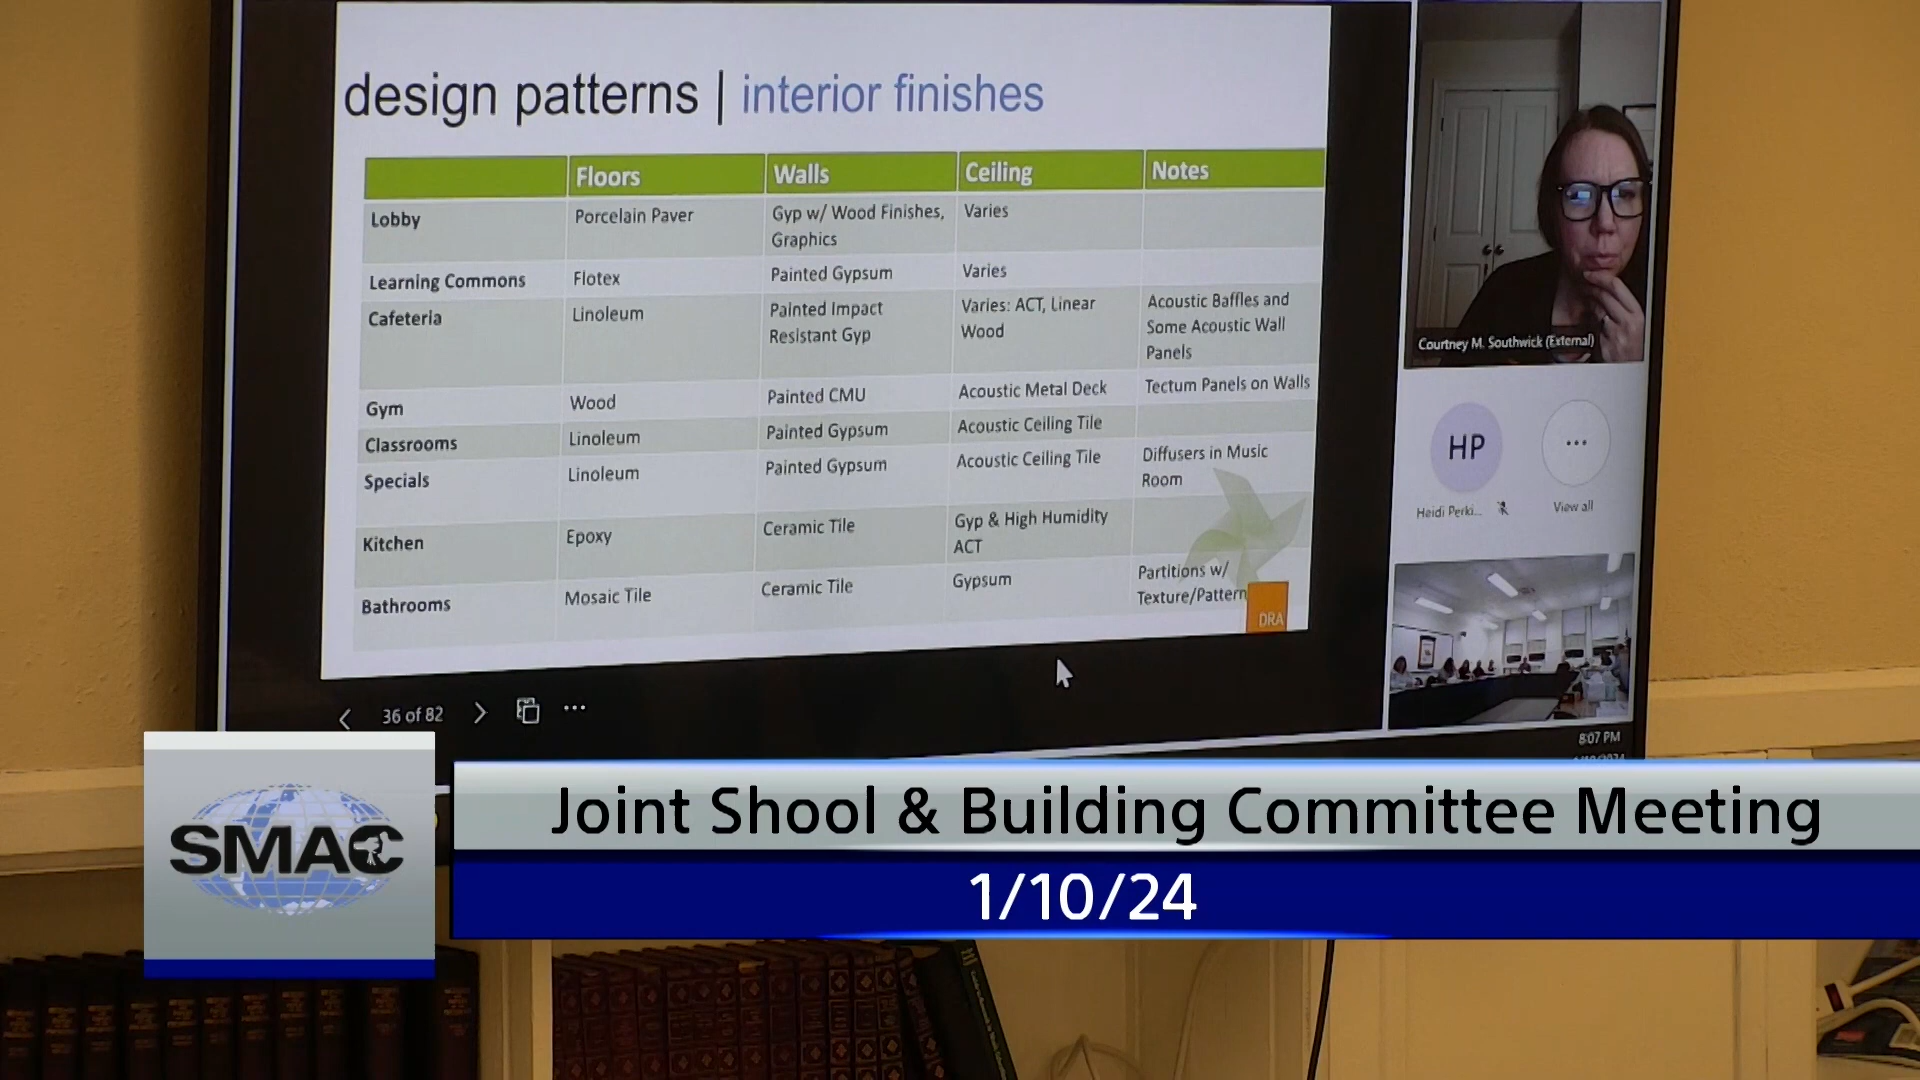 design patterns | interior finishes
Floors Walls Ceiling Notes
Lobby Porcelain Paver Gyp w/ Wood Finishes, Varies
Graphics
Learning Commons Flotex Painted Gypsum Varies
Cafeteria Linoleum Painted Impact Varies: ACT, Linear Acoustic Baffles and
Resistant Gyp Wood Some Acoustic Wall
Panels
Gym Wood Painted CMU Acoustic Metal Deck Tectum Panels on Walls
Classrooms Linoleum Painted Gypsum Acoustic Ceiling Tile
Specials Linoleum Painted Gypsum Acoustic Ceiling Tile Diffusers in Music
Room
Kitchen Epoxy Ceramic Tile Gyp & High Humidity
ACT
Bathrooms Mosaic Tile Ceramic Tile Gypsum Partitions w/
Texture/Pattern
DRA
36 of 82
Courtney M. Southwick (External)
HP
Heidi Perki...
View all
8:07 PM
SMAC
Joint Shool & Building Committee Meeting
1/10/24